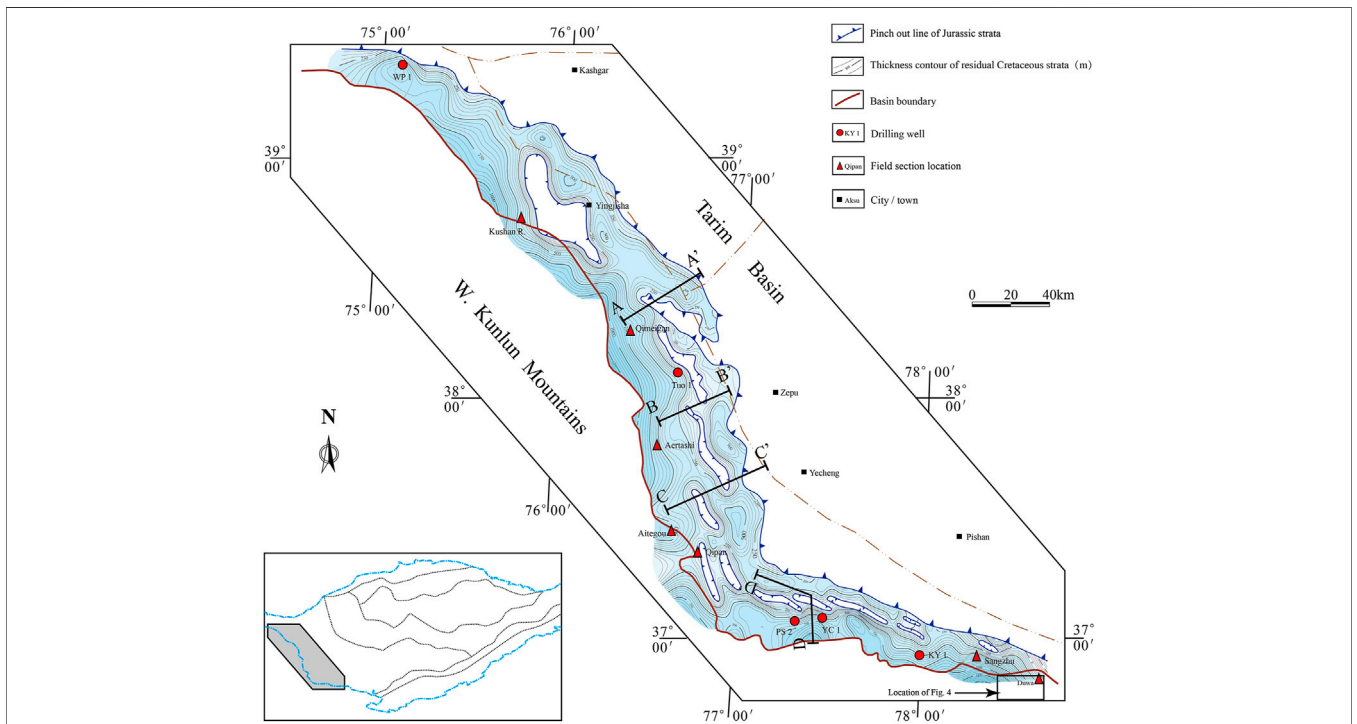 75° 00′
76° 00′
Pinch out line of Jurassic strata
Thickness contour of residual Cretaceous strata (m)
Basin boundary
KY 1
Drilling well
Qipan
Field section location
Aksu
City / town
WP 1
Kashgar
39° 00′
39° 00′
77° 00′
Yingjisha
Kushan R.
Tarim Basin
A
A'
0 20 40km
75° 00′
W. Kunlun Mountains
Qimeigan
Tuo 1
B
B'
Zepu
78° 00′
38° 00′
38° 00′
N
Aertashi
C
C'
Yecheng
76° 00′
Aitegou
Qipan
Pishan
D
D
PS 2
YC 1
KY 1
Sangzhu
Duwa
37° 00′
37° 00′
Location of Fig. 4
77° 00′
78° 00′